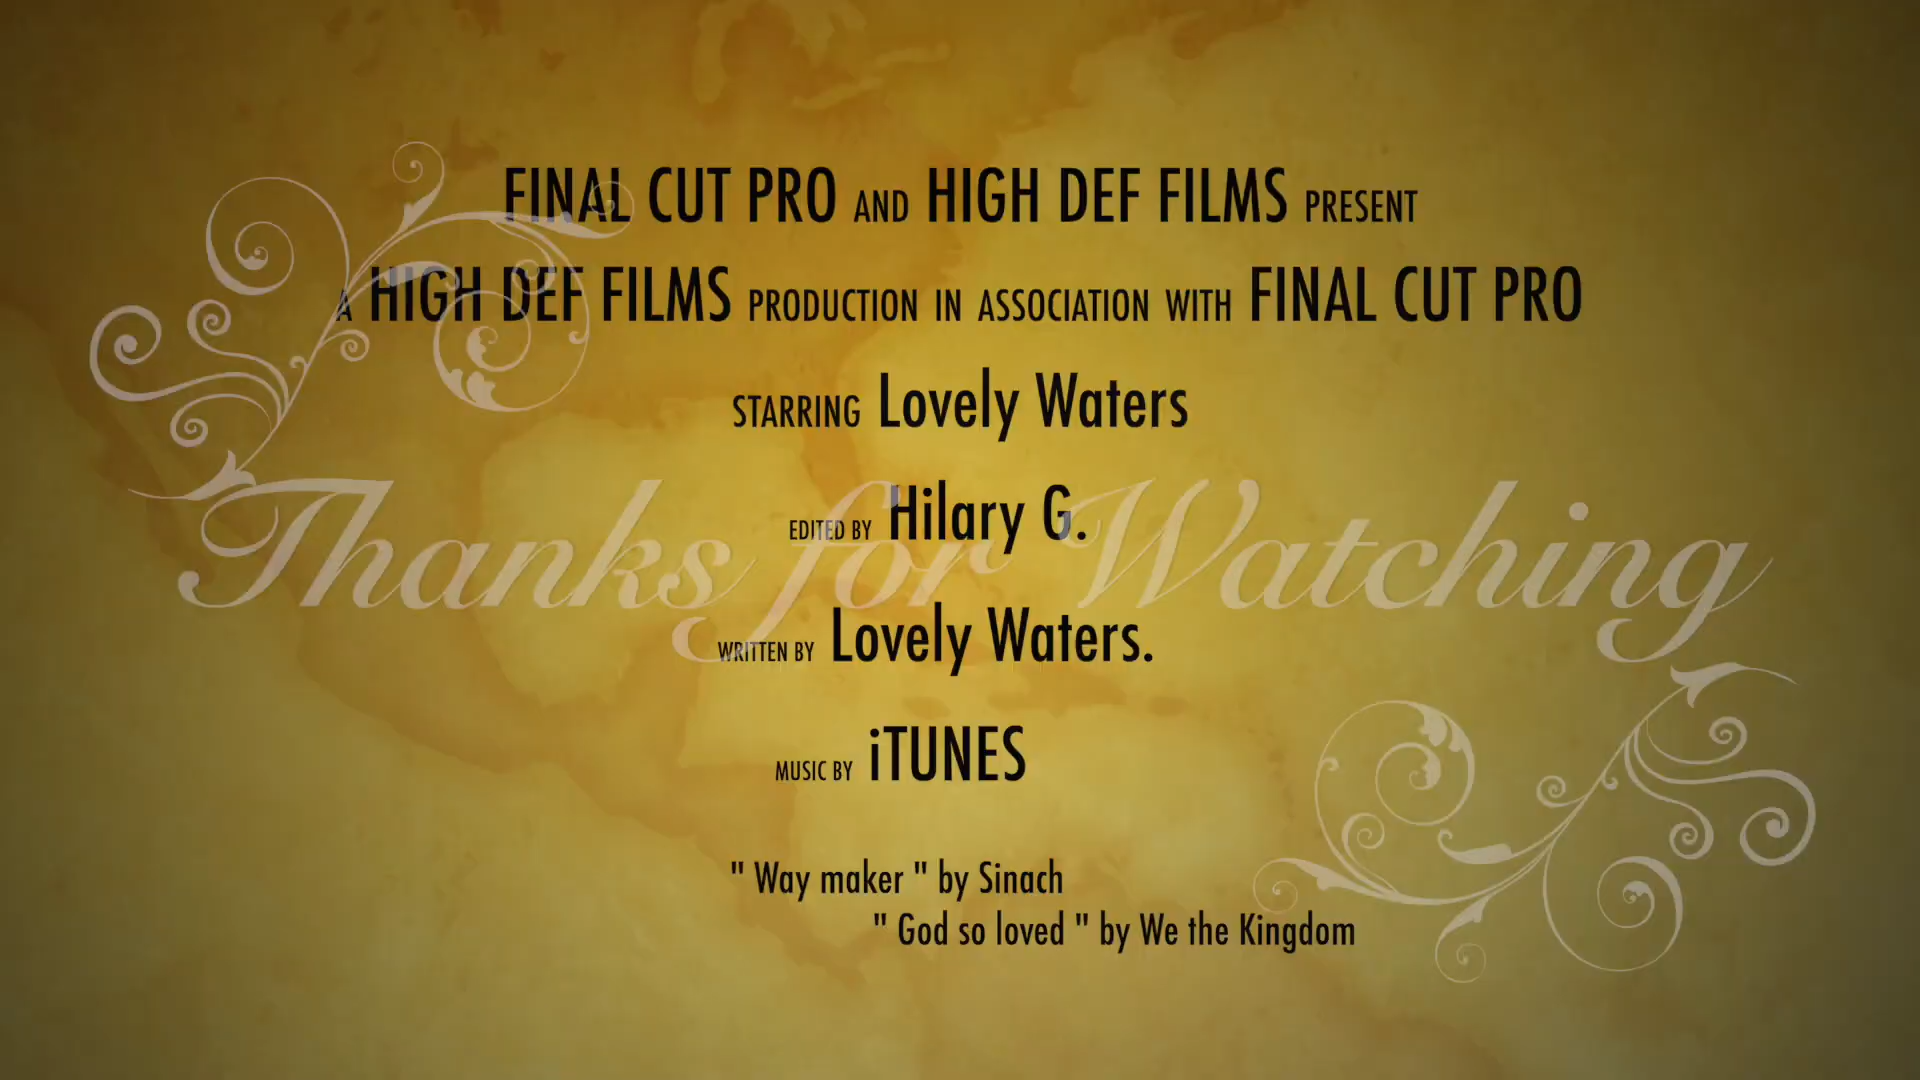 FINAL CUT PRO AND HIGH DEF FILMS PRESENT
A HIGH DEF FILMS PRODUCTION IN ASSOCIATION WITH FINAL CUT PRO
STARRING Lovely Waters
EDITED BY Hilary G.
Thanks for Watching
WRITTEN BY Lovely Waters.
MUSIC BY iTUNES
" Way maker " by Sinach
" God so loved " by We the Kingdom